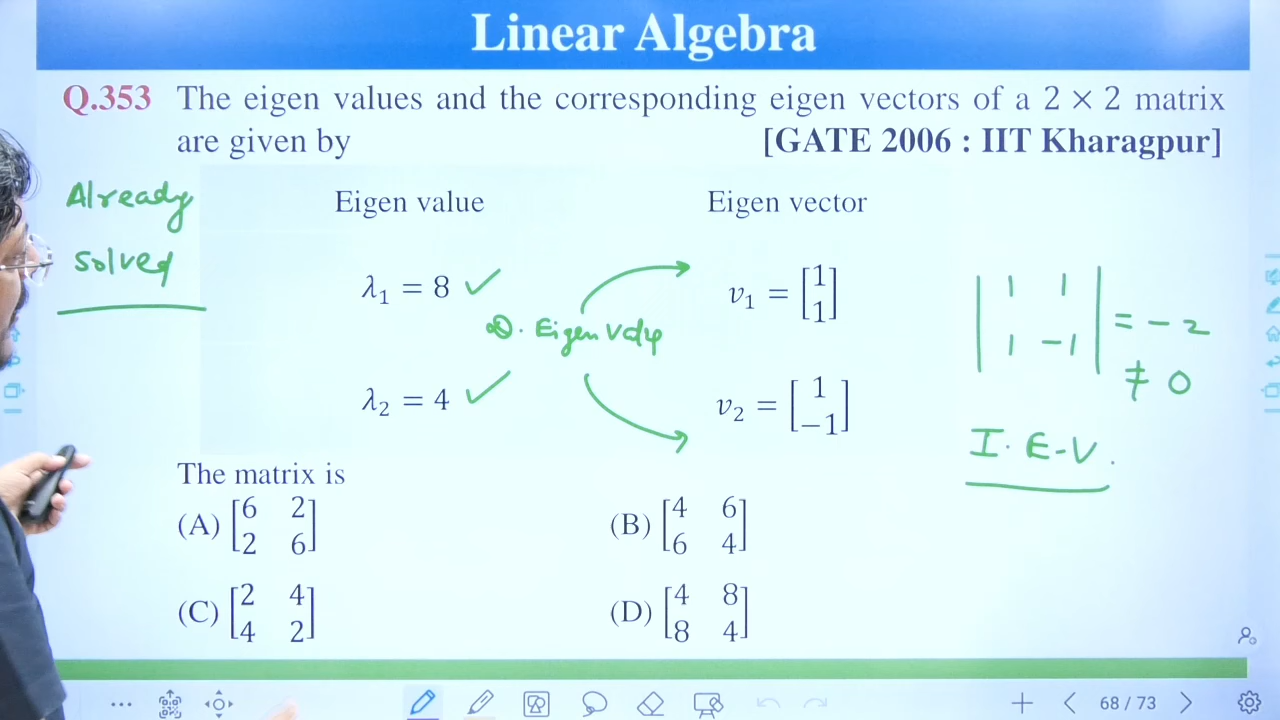 Linear Algebra
Q.353 The eigen values and the corresponding eigen vectors of a 2 × 2 matrix
are given by [GATE 2006 : IIT Kharagpur]
Already
solved
Eigen value Eigen vector
λ₁ = 8 ✓ v₁ = [1 1]
Eigen
λ₂ = 4 ✓ v₂ = [1 −1]
| 1 1 |
| 1 −1 | = −2
≠ 0
I. E-V.
The matrix is
(A) [6 2 (B) [4 6
2 6] 6 4]
(C) [2 4 (D) [4 8
4 2] 8 4]
68 / 73